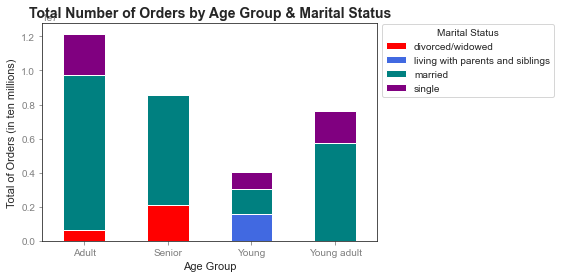 Total Number of Orders by Age Group & Marital Status
Total of Orders (in ten millions)
1.2
1.0
0.8
0.6
0.4
0.2
0.0
Adult Senior Young Young adult
Age Group
Marital Status
divorced/widowed
living with parents and siblings
married
single